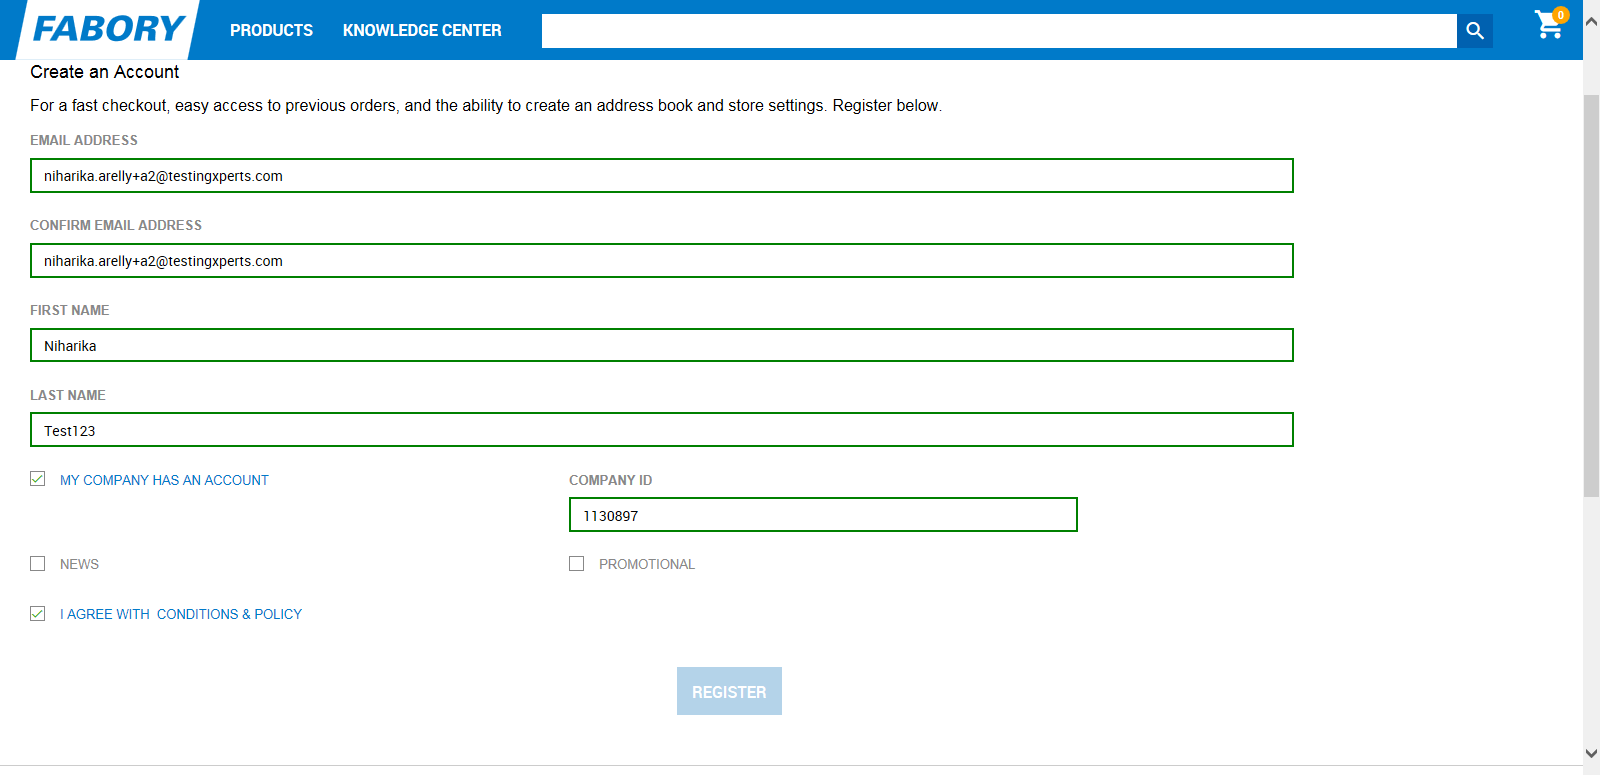 FABORY
PRODUCTS
KNOWLEDGE CENTER
0
Create an Account
For a fast checkout, easy access to previous orders, and the ability to create an address book and store settings. Register below.
EMAIL ADDRESS
niharika.arelly+a2@testingxperts.com
CONFIRM EMAIL ADDRESS
niharika.arelly+a2@testingxperts.com
FIRST NAME
Niharika
LAST NAME
Test123
MY COMPANY HAS AN ACCOUNT
COMPANY ID
1130897
NEWS
PROMOTIONAL
I AGREE WITH  CONDITIONS & POLICY
REGISTER